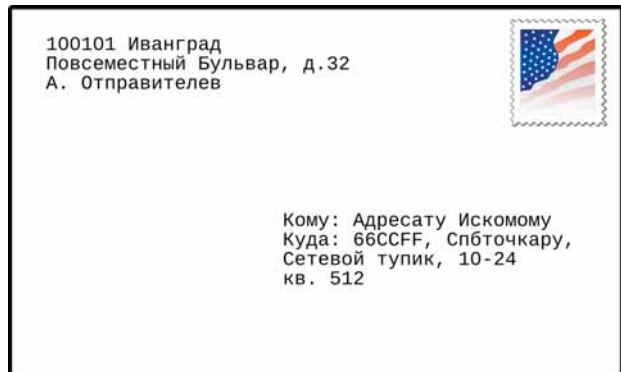 100101 Иванград
Повсеместный Бульвар, д.32
А. Отправителев
Кому: Адресату Искомому
Куда: 66CCFF, Спбточкару,
Сетевой тупик, 10-24
кв. 512